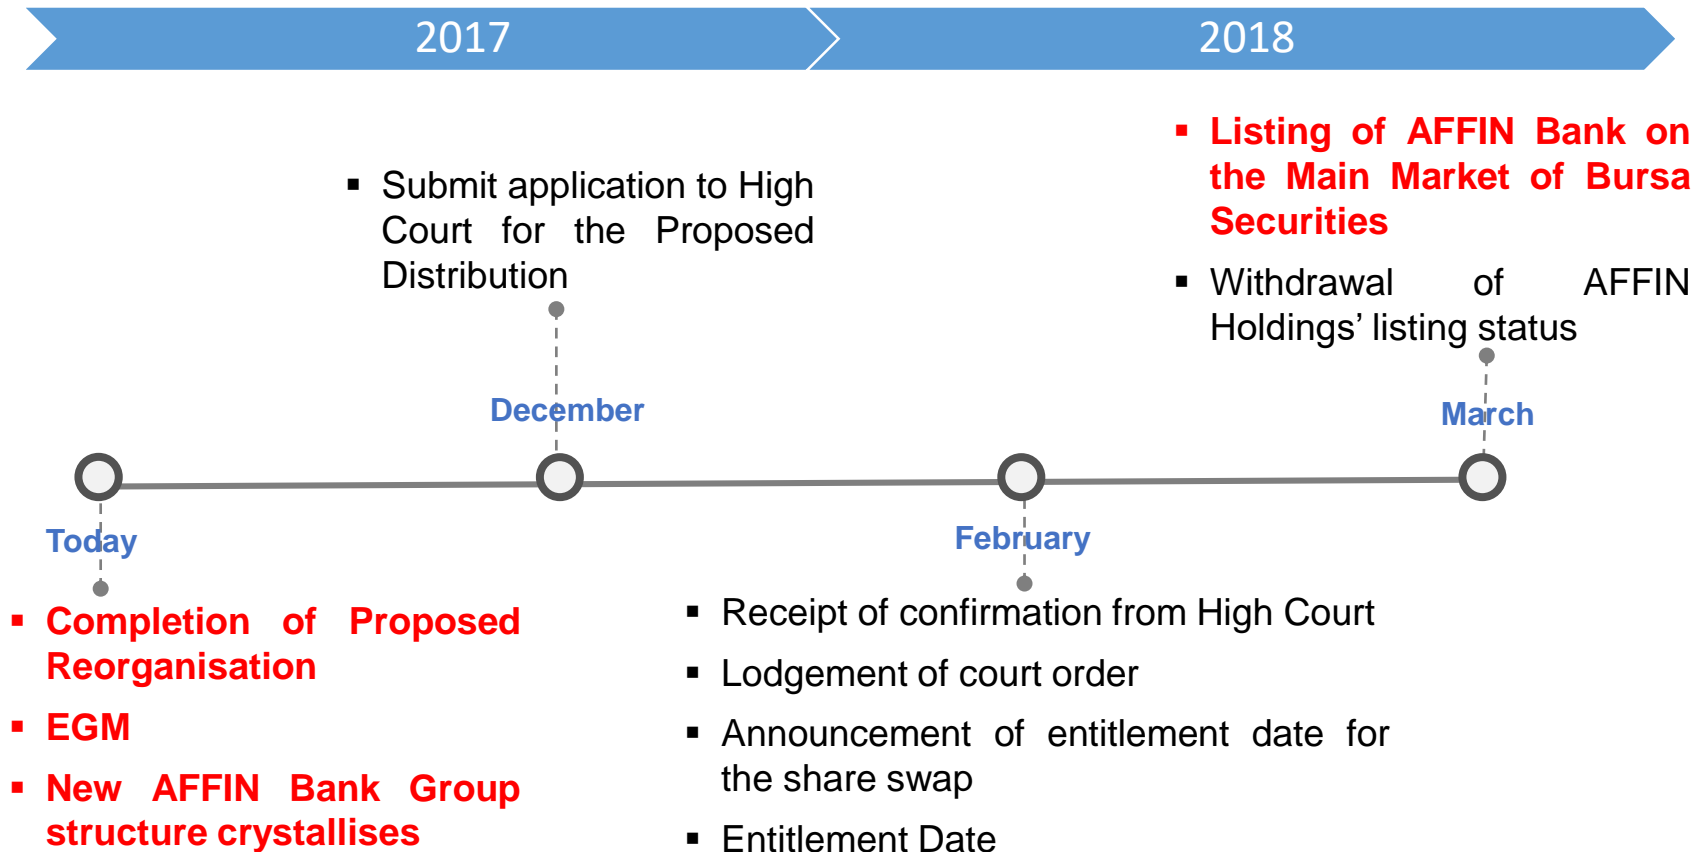 2017
2018
▪ Listing of AFFIN Bank on
the Main Market of Bursa
Securities
▪ Withdrawal of AFFIN
Holdings’ listing status
▪ Submit application to High
Court for the Proposed
Distribution
December
March
Today
February
▪ Completion of Proposed
Reorganisation
▪ EGM
▪ New AFFIN Bank Group
structure crystallises
▪ Receipt of confirmation from High Court
▪ Lodgement of court order
▪ Announcement of entitlement date for
the share swap
▪ Entitlement Date